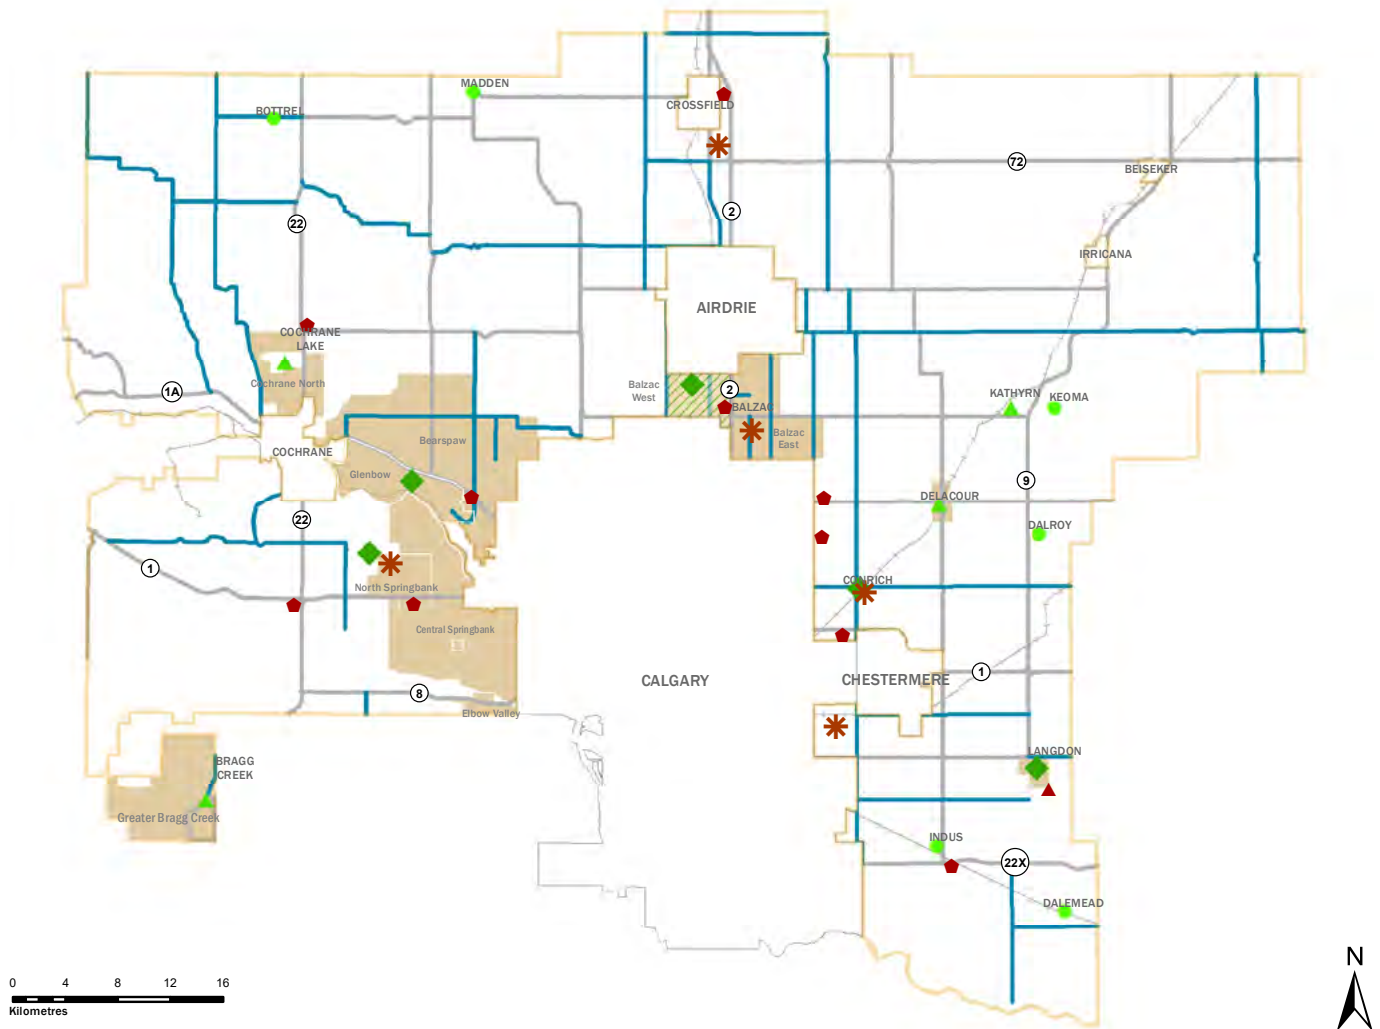 MADDEN
CROSSFIELD
BOTTREL
72
BEISEKER
2
22
IRRICANA
AIRDRIE
COCHRANE
LAKE
Cochrane North
1A
Balzac
West
2
BALZAC
KATHYRN
KEOMA
Balzac
East
Bearspaw
COCHRANE
Glenbow
9
DELACOUR
22
DALROY
1
CONRICH
North Springbank
Central Springbank
CALGARY
CHESTERMERE
1
8
Elbow Valley
LANGDON
BRAGG
CREEK
Greater Bragg Creek
INDUS
22X
DALEMEAD
N
0 4 8 12 16
Kilometres